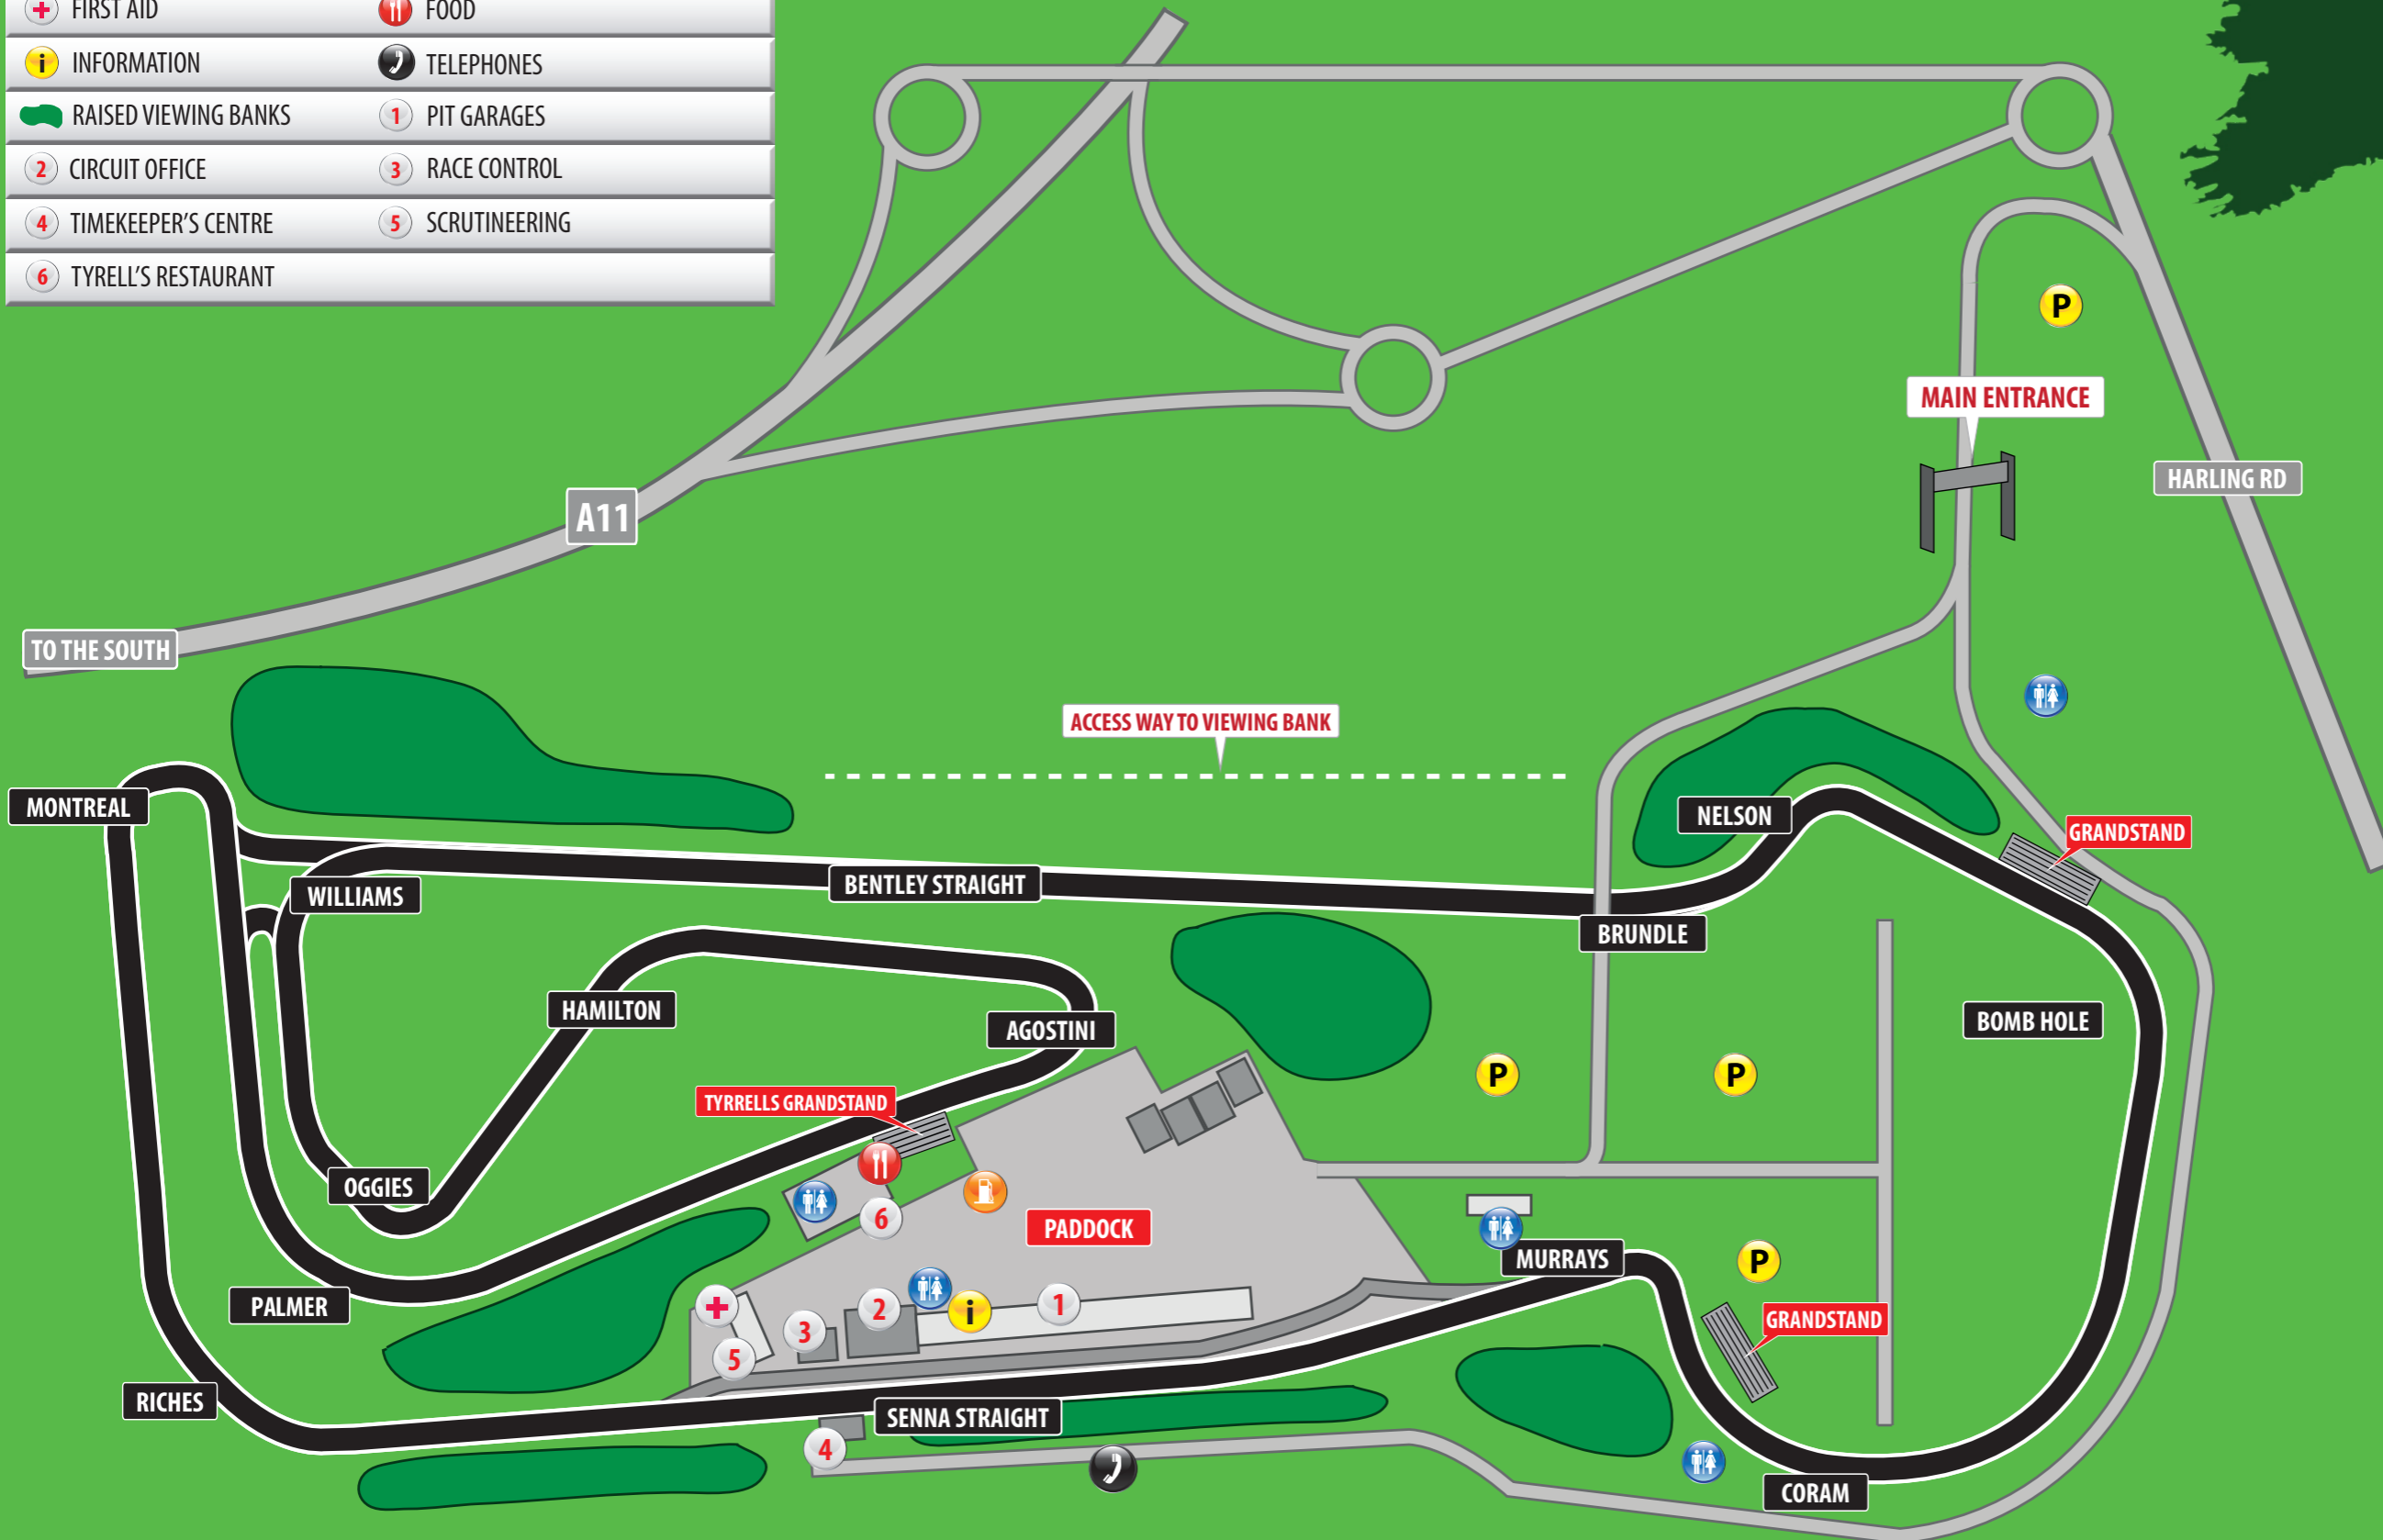 FIRST AID
FOOD
i INFORMATION
TELEPHONES
RAISED VIEWING BANKS
1 PIT GARAGES
2 CIRCUIT OFFICE
3 RACE CONTROL
4 TIMEKEEPER'S CENTRE
5 SCRUTINEERING
6 TYRELL'S RESTAURANT
P
MAIN ENTRANCE
HARLING RD
A11
TO THE SOUTH
ACCESS WAY TO VIEWING BANK
MONTREAL
NELSON
GRANDSTAND
WILLIAMS
BENTLEY STRAIGHT
BRUNDLE
HAMILTON
AGOSTINI
BOMB HOLE
P
P
TYRRELLS GRANDSTAND
OGGIES
6
PADDOCK
MURRAYS
P
PALMER
3
2
i
1
5
GRANDSTAND
RICHES
SENNA STRAIGHT
4
CORAM